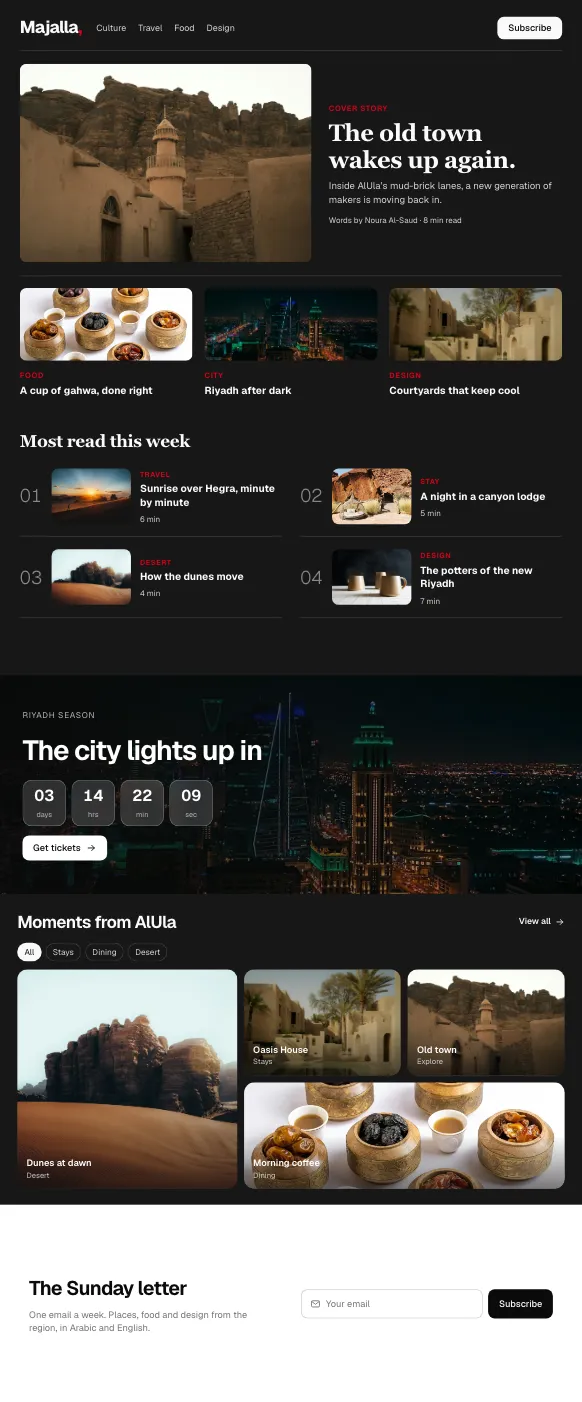 Majalla,
Culture
Travel
Food
Design
Subscribe
COVER STORY
The old town
wakes up again.
Inside AlUla's mud-brick lanes, a new generation of
makers is moving back in.
Words by Noura Al-Saud · 8 min read
FOOD
A cup of gahwa, done right
CITY
Riyadh after dark
DESIGN
Courtyards that keep cool
Most read this week
01
TRAVEL
Sunrise over Hegra, minute
by minute
6 min
02
STAY
A night in a canyon lodge
5 min
03
DESERT
How the dunes move
4 min
04
DESIGN
The potters of the new
Riyadh
7 min
RIYADH SEASON
The city lights up in
03
days
14
hrs
22
min
09
sec
Get tickets →
Moments from AlUla
View all →
All
Stays
Dining
Desert
Dunes at dawn
Desert
Oasis House
Stays
Old town
Explore
Morning coffee
Dining
The Sunday letter
One email a week. Places, food and design from the
region, in Arabic and English.
Your email
Subscribe